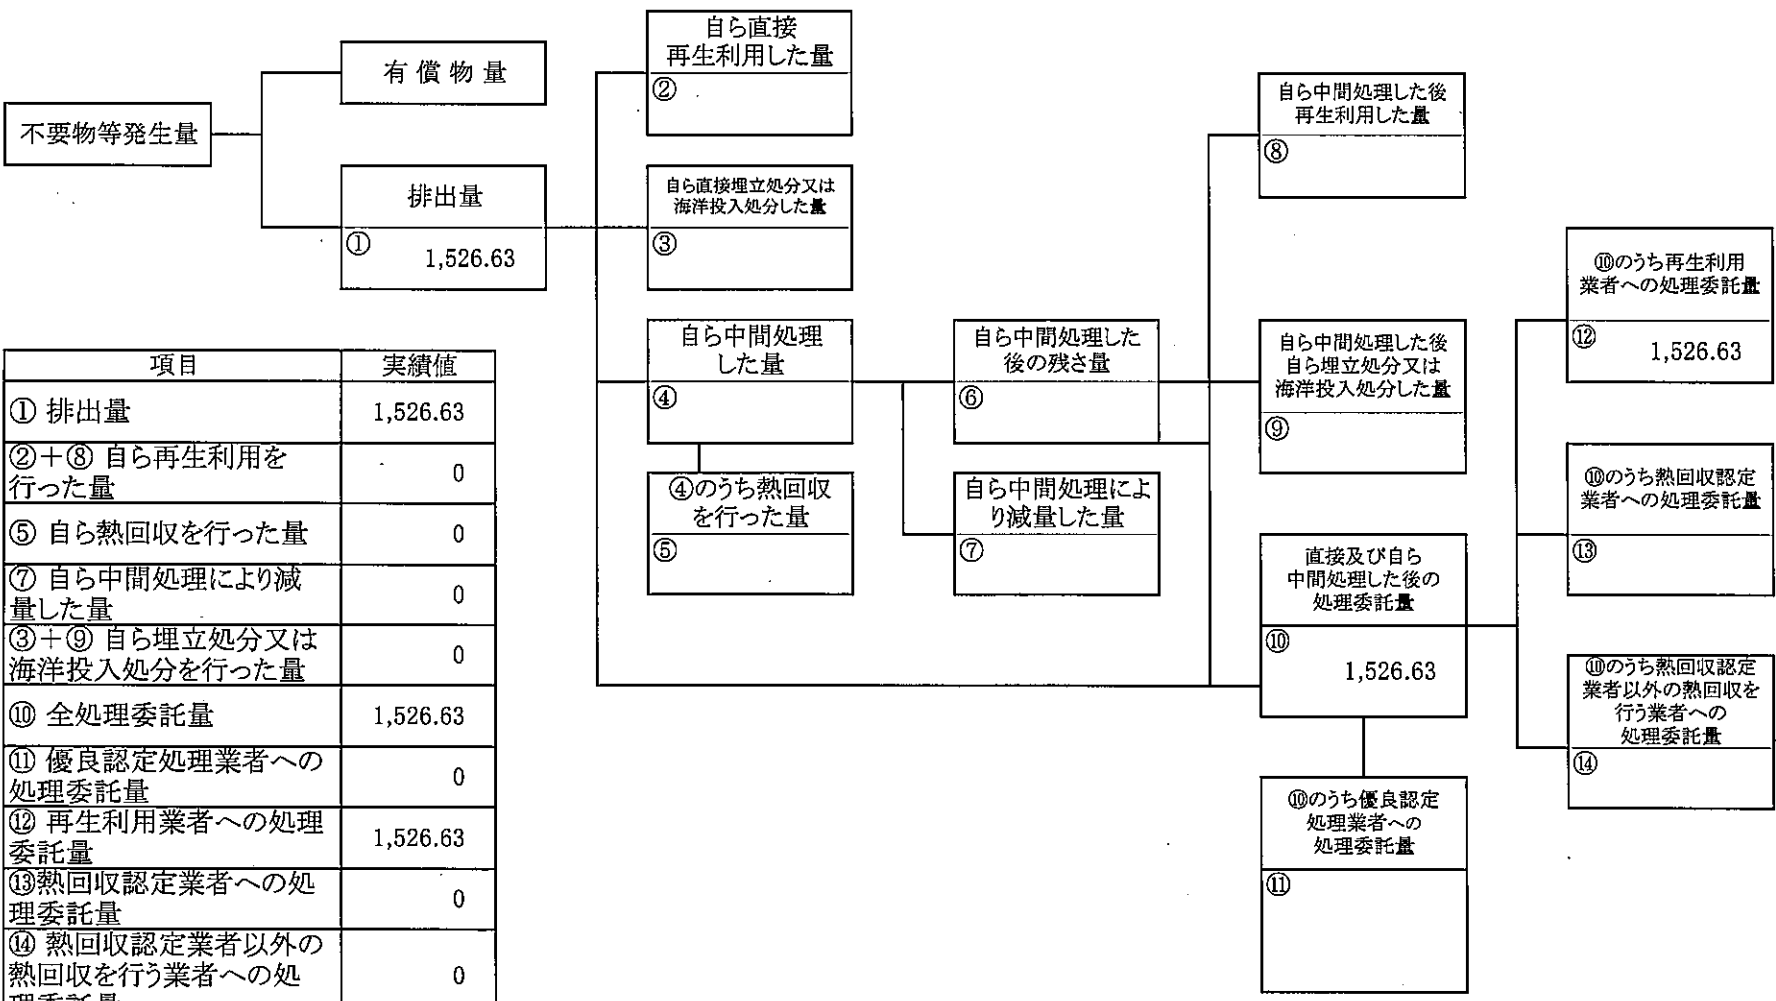 不要物等発生量
有償物量
排出量
①
1,526.63
自ら直接
再生利用した量
②
自ら直接埋立処分又は
海洋投入処分した量
③
自ら中間処理
した量
④
④のうち熱回収
を行った量
⑤
自ら中間処理した
後の残さ量
⑥
自ら中間処理によ
り減量した量
⑦
自ら中間処理した後
再生利用した量
⑧
自ら中間処理した後
自ら埋立処分又は
海洋投入処分した量
⑨
直接及び自ら
中間処理した後の
処理委託量
⑩
1,526.63
⑩のうち優良認定
処理業者への
処理委託量
⑪
⑩のうち再生利用
業者への処理委託量
⑫
1,526.63
⑩のうち熱回収認定
業者への処理委託量
⑬
⑩のうち熱回収認定
業者以外の熱回収を
行う業者への
処理委託量
⑭
項目 実績値
① 排出量 1,526.63
②＋⑧ 自ら再生利用を
行った量 0
⑤ 自ら熱回収を行った量 0
⑦ 自ら中間処理により減
量した量 0
③＋⑨ 自ら埋立処分又は
海洋投入処分を行った量 0
⑩ 全処理委託量 1,526.63
⑪ 優良認定処理業者への
処理委託量 0
⑫ 再生利用業者への処理
委託量 1,526.63
⑬熱回収認定業者への処
理委託量 0
⑭ 熱回収認定業者以外の
熱回収を行う業者への処 0
理委託量